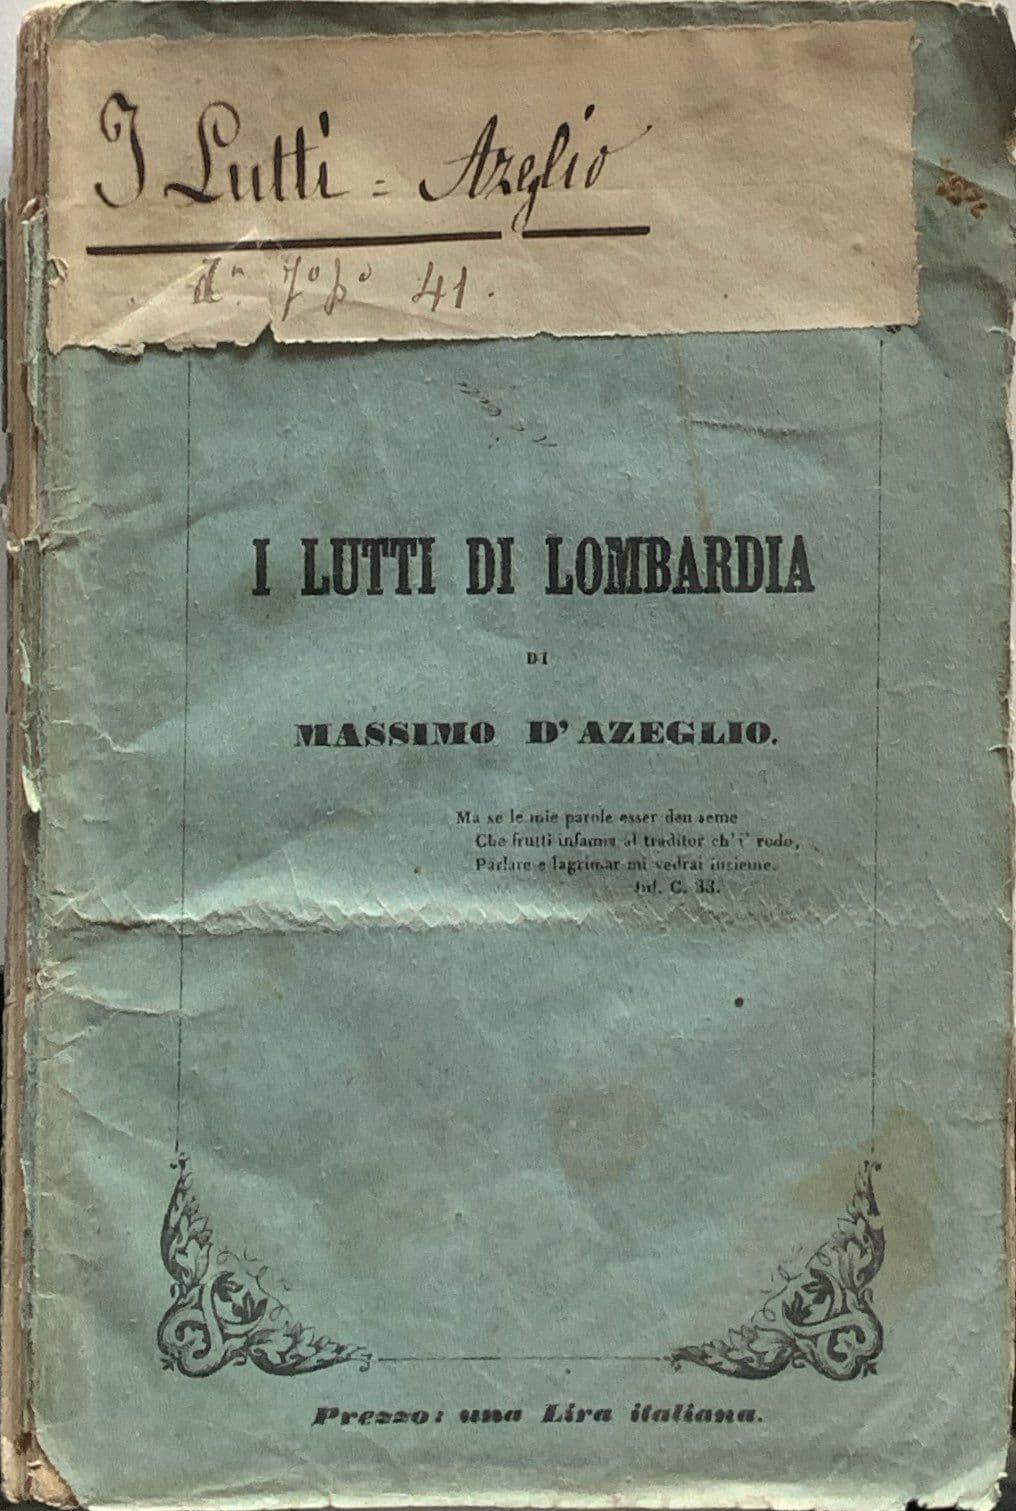 I Lutti = Azeglio
41.
I LUTTI DI LOMBARDIA
DI
MASSIMO D'AZEGLIO.
Ma se le mie parole esser den seme
Che frutti infamia al traditor ch'i' rodo,
Parlare e lagrimar mi vedrai insieme.
Inf. C. 33.
Prezzo: una Lira italiana.